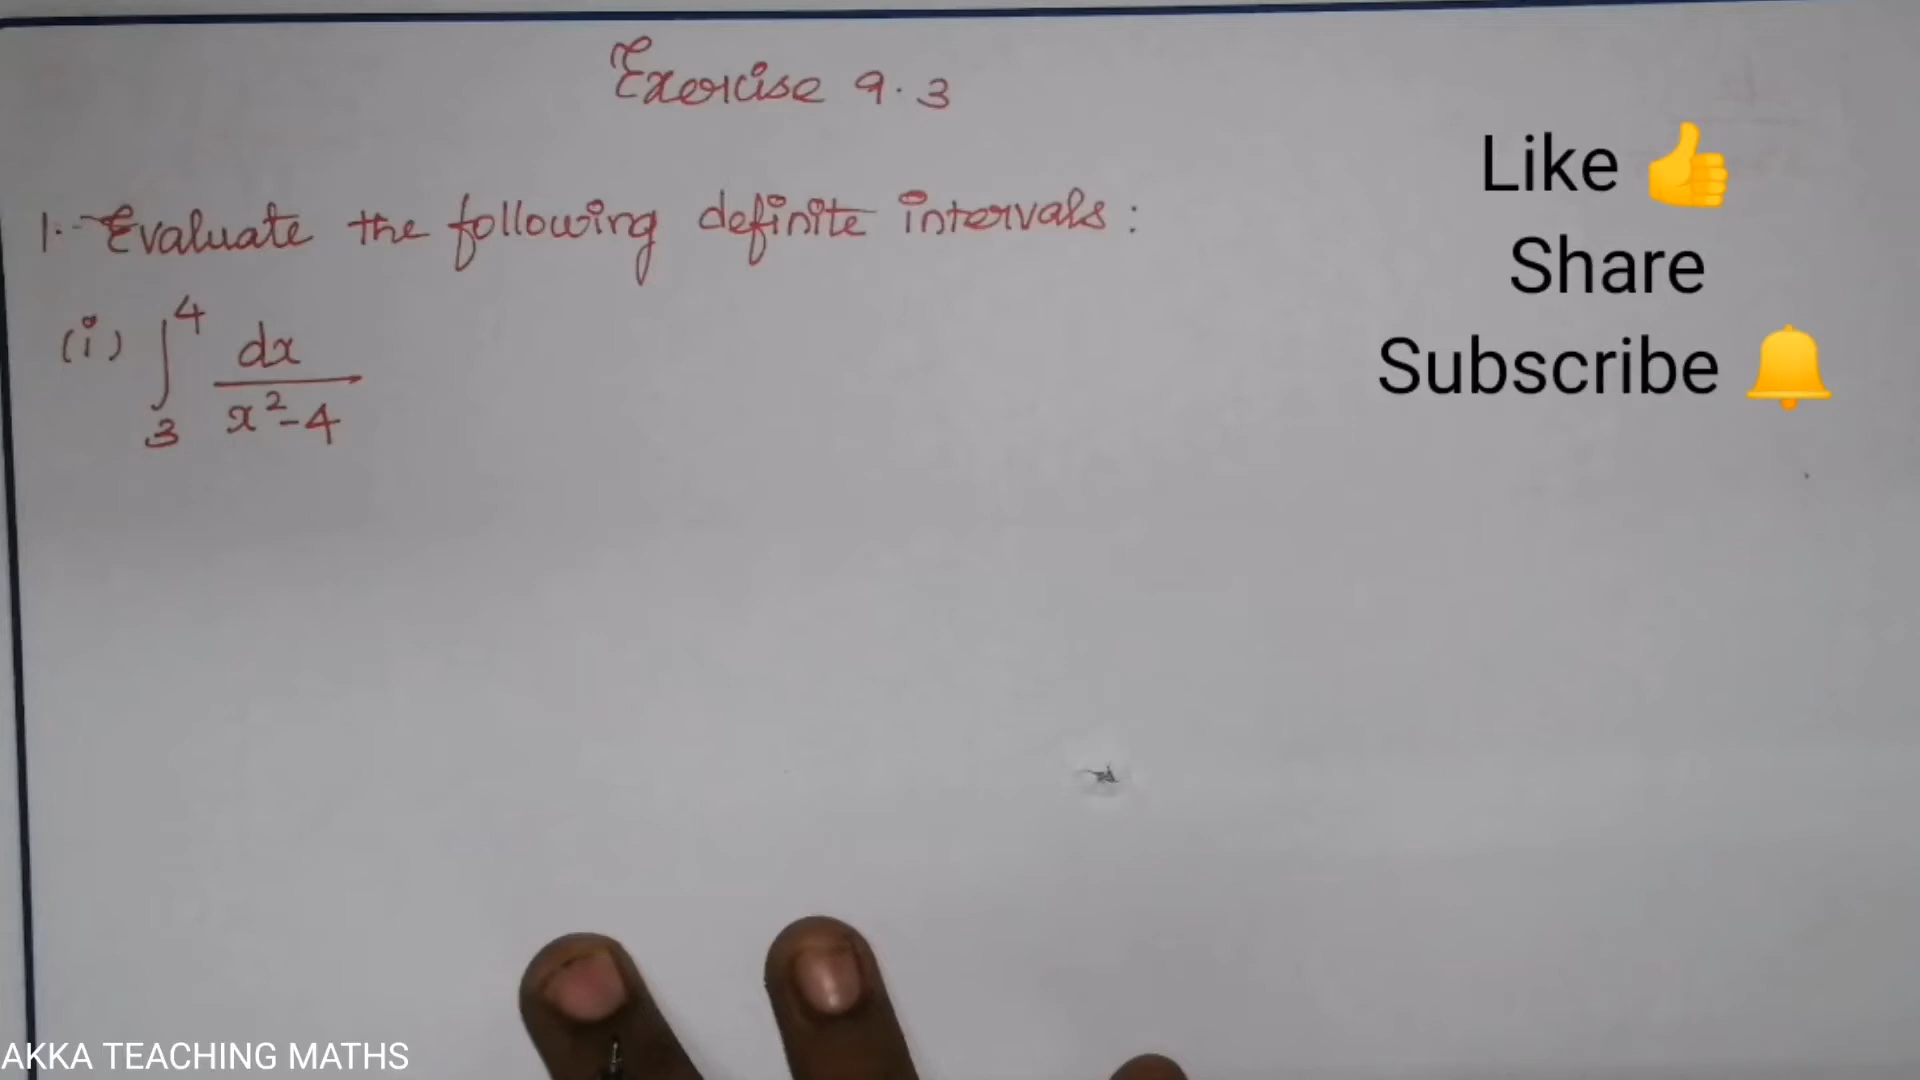 Exercise 9.3
1. Evaluate the following definite intervals:
(i) ∫₃⁴ dx / x²-4
Like 👍
Share
Subscribe 🔔
AKKA TEACHING MATHS